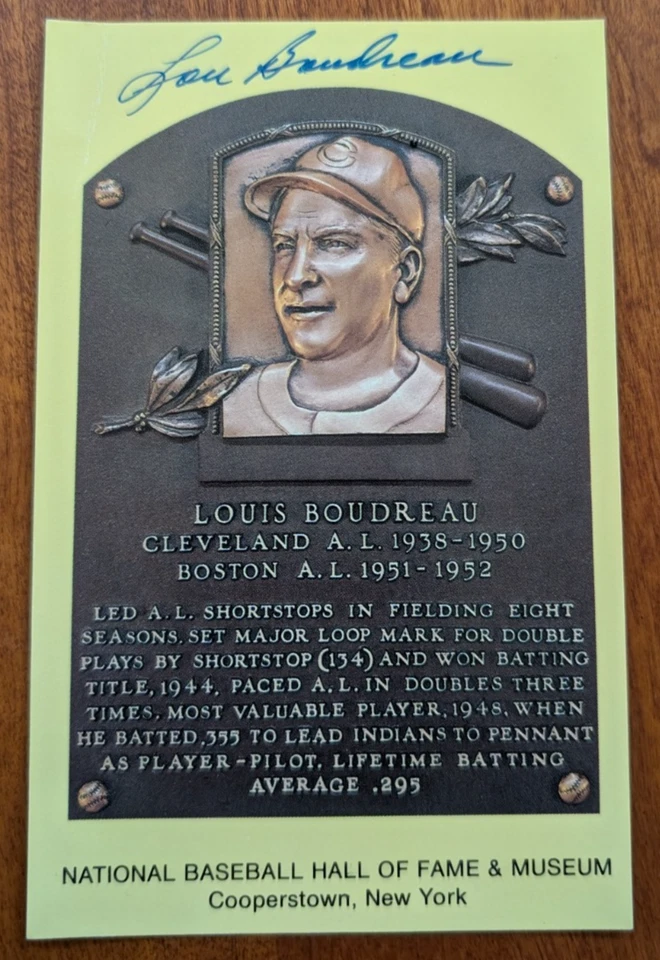 Lou Boudreau
C
LOUIS BOUDREAU
CLEVELAND A.L. 1938-1950
BOSTON A.L. 1951-1952
LED A.L. SHORTSTOPS IN FIELDING EIGHT
SEASONS. SET MAJOR LOOP MARK FOR DOUBLE
PLAYS BY SHORTSTOP (134) AND WON BATTING
TITLE, 1944. PACED A.L. IN DOUBLES THREE
TIMES. MOST VALUABLE PLAYER, 1948, WHEN
HE BATTED .355 TO LEAD INDIANS TO PENNANT
AS PLAYER-PILOT. LIFETIME BATTING
AVERAGE .295
NATIONAL BASEBALL HALL OF FAME & MUSEUM
Cooperstown, New York